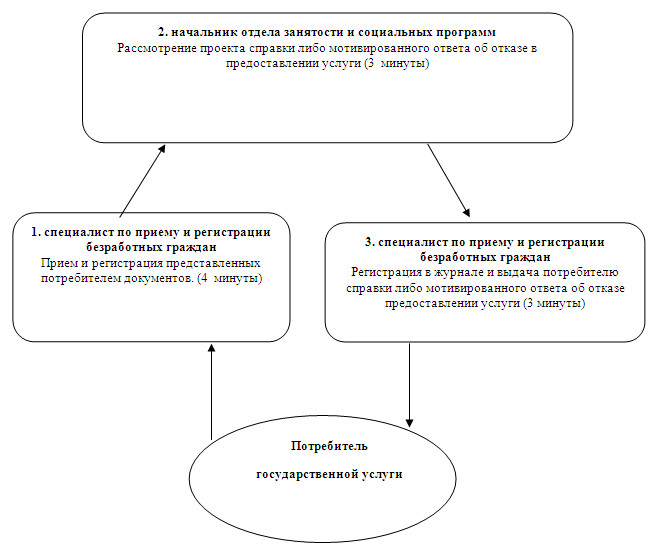 2. начальник отдела занятости и социальных программ
Рассмотрение проекта справки либо мотивированного ответа об отказе в
предоставлении услуги (3 минуты)
1. специалист по приему и регистрации
безработных граждан
Прием и регистрация представленных
потребителем документов. (4 минуты)
3. специалист по приему и регистрации
безработных граждан
Регистрация в журнале и выдача потребителю
справки либо мотивированного ответа об отказе
предоставлении услуги (3 минуты)
Потребитель
государственной услуги